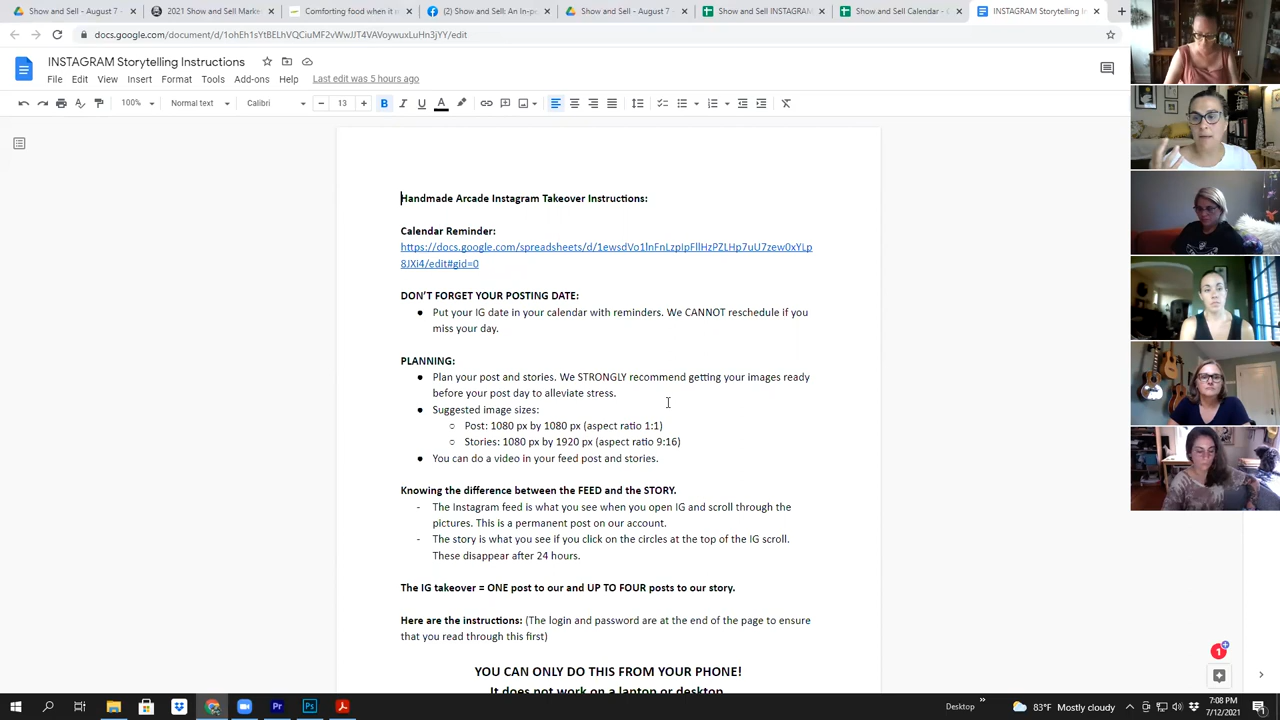 Show and Sell - August 7 -
2021 Show and Sell Market
Comforting food when it
(2) Show and Sell: An In-pe
Show and Sell - August 7 -
Show and Sell INSTAGRAM
Show and Sell Calendar -
INSTAGRAM Storytelling In
docs.google.com/document/d/1ohEh1sYtBELhVQCiuMF2vWwJJT4VAVoywuxLuHn3jYY/edit
INSTAGRAM Storytelling Instructions
File Edit View Insert Format Tools Add-ons Help Last edit was 5 hours ago
100% Normal text Calibri 13
Handmade Arcade Instagram Takeover Instructions:
Calendar Reminder:
https://docs.google.com/spreadsheets/d/1ewsdVo1lnFnLzpIpFllHzPZLHp7uU7zew0xYLp
8JXi4/edit#gid=0
DON'T FORGET YOUR POSTING DATE:
● Put your IG date in your calendar with reminders. We CANNOT reschedule if you
miss your day.
PLANNING:
● Plan your post and stories. We STRONGLY recommend getting your images ready
before your post day to alleviate stress.
● Suggested image sizes:
○ Post: 1080 px by 1080 px (aspect ratio 1:1)
Stories: 1080 px by 1920 px (aspect ratio 9:16)
● You can do a video in your feed post and stories.
Knowing the difference between the FEED and the STORY.
- The Instagram feed is what you see when you open IG and scroll through the
pictures. This is a permanent post on our account.
- The story is what you see if you click on the circles at the top of the IG scroll.
These disappear after 24 hours.
The IG takeover = ONE post to our and UP TO FOUR posts to our story.
Here are the instructions: (The login and password are at the end of the page to ensure
that you read through this first)
YOU CAN ONLY DO THIS FROM YOUR PHONE!
It does not work on a laptop or desktop
1
Desktop
83°F Mostly cloudy
7:08 PM
7/12/2021
1